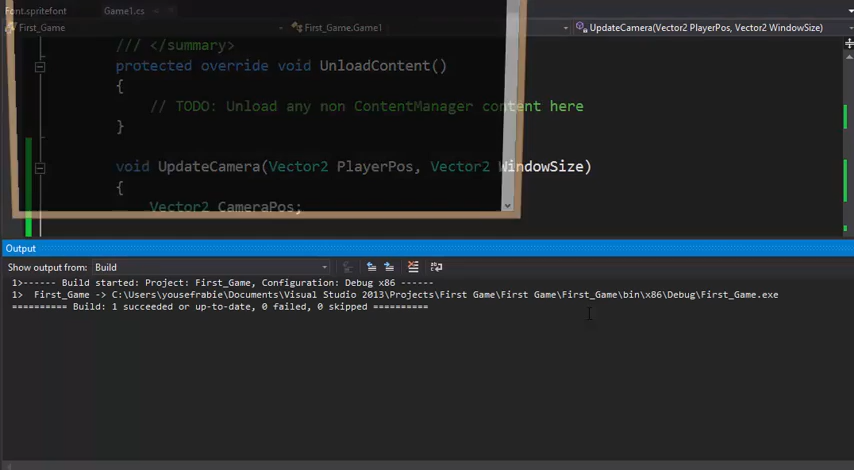 Font.spritefont Game1.cs
First_Game First_Game.Game1 UpdateCamera(Vector2 PlayerPos, Vector2 WindowSize)
/// </summary>
protected override void UnloadContent()
{
// TODO: Unload any non ContentManager content here
}
void UpdateCamera(Vector2 PlayerPos, Vector2 WindowSize)
{
Vector2 CameraPos;
Output
Show output from: Build
1>------ Build started: Project: First_Game, Configuration: Debug x86 ------
1> First_Game -> C:\Users\yousefrabie\Documents\Visual Studio 2013\Projects\First Game\First Game\First_Game\bin\x86\Debug\First_Game.exe
========== Build: 1 succeeded or up-to-date, 0 failed, 0 skipped ==========